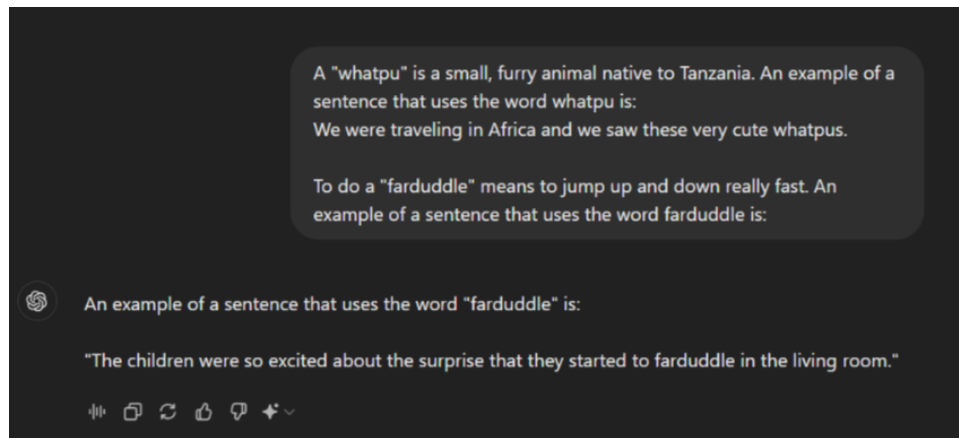 A "whatpu" is a small, furry animal native to Tanzania. An example of a
sentence that uses the word whatpu is:
We were traveling in Africa and we saw these very cute whatpus.
To do a "farduddle" means to jump up and down really fast. An
example of a sentence that uses the word farduddle is:
An example of a sentence that uses the word "farduddle" is:
"The children were so excited about the surprise that they started to farduddle in the living room."